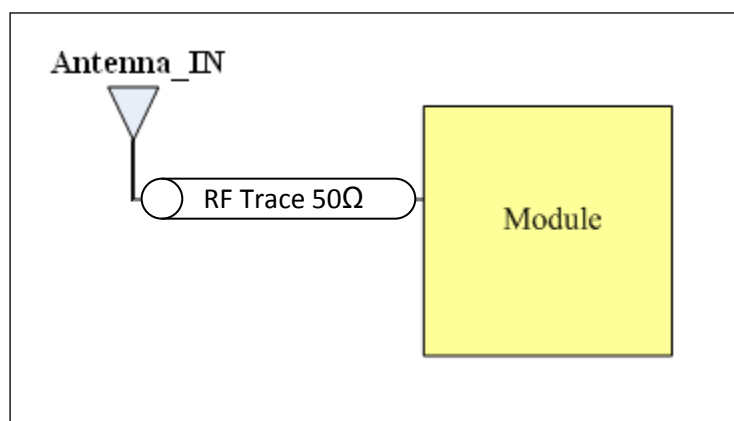 Antenna_IN
RF Trace 50Ω
Module